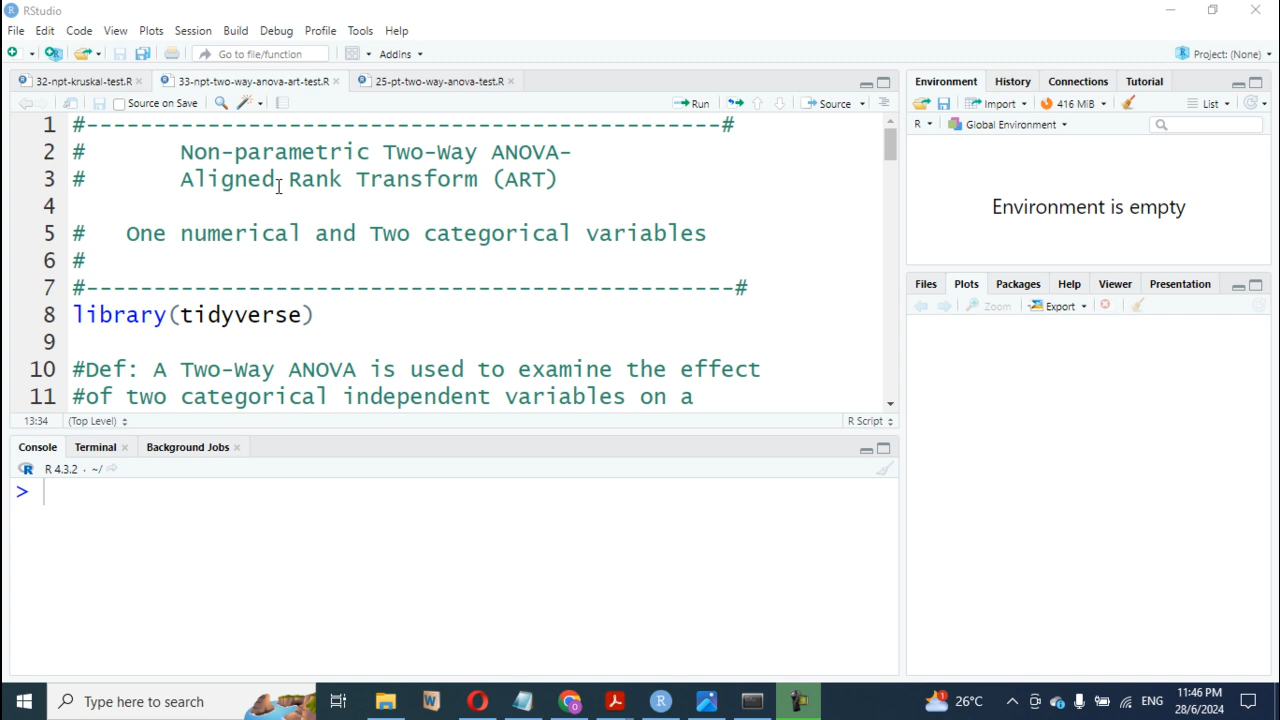 RStudio
File Edit Code View Plots Session Build Debug Profile Tools Help
Go to file/function Addins Project: (None)
32-npt-kruskal-test.R 33-npt-two-way-anova-art-test.R 25-pt-two-way-anova-test.R
Source on Save Run Source
1 #-----------------------------------------------#
2 # Non-parametric Two-Way ANOVA-
3 # Aligned Rank Transform (ART)
4
5 # One numerical and Two categorical variables
6 #
7 #------------------------------------------------#
8 library(tidyverse)
9
10 #Def: A Two-Way ANOVA is used to examine the effect
11 #of two categorical independent variables on a
13:34 (Top Level) R Script
Console Terminal Background Jobs
R 4.3.2 · ~/
>
Environment History Connections Tutorial
Import 416 MiB List
R Global Environment
Environment is empty
Files Plots Packages Help Viewer Presentation
Zoom Export
Type here to search
26°C ENG
11:46 PM
28/6/2024